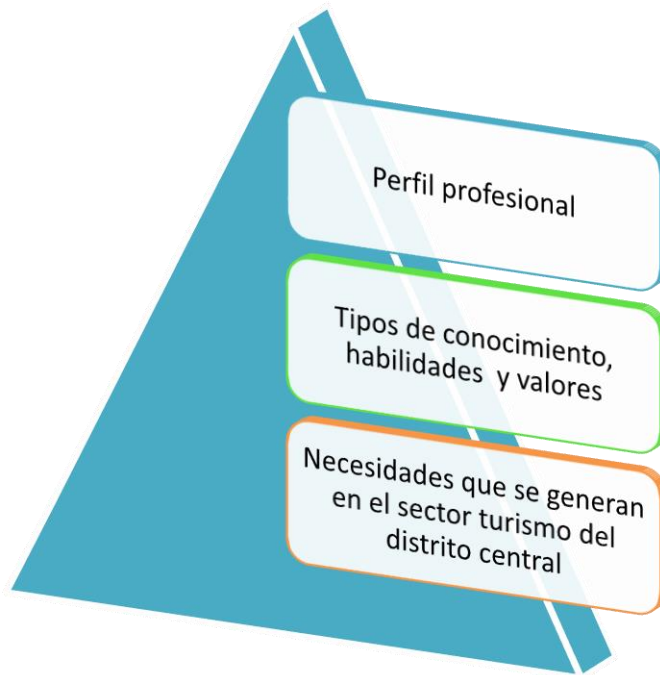 Perfil profesional
Tipos de conocimiento,
habilidades y valores
Necesidades que se generan
en el sector turismo del
distrito central